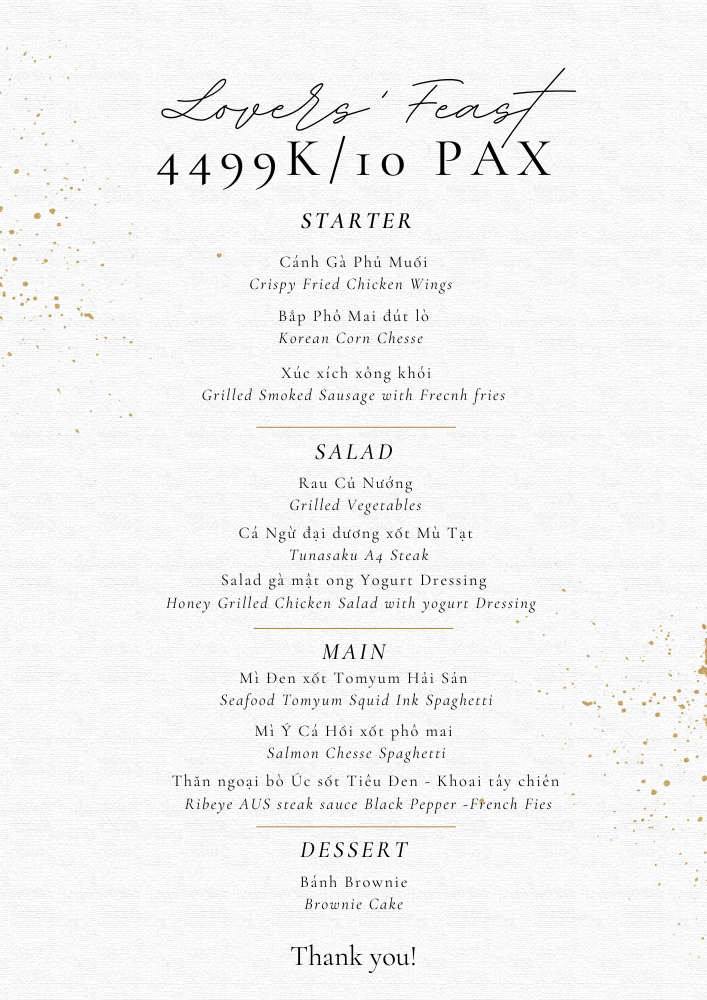 Lovers' Feast
4499K/10 PAX
STARTER
Cánh Gà Phủ Muối
Crispy Fried Chicken Wings
Bắp Phô Mai đút lò
Korean Corn Chesse
Xúc xích xông khói
Grilled Smoked Sausage with Frecnh fries
SALAD
Rau Củ Nướng
Grilled Vegetables
Cá Ngừ đại dương xốt Mù Tạt
Tunasaku A4 Steak
Salad gà mật ong Yogurt Dressing
Honey Grilled Chicken Salad with yogurt Dressing
MAIN
Mì Đen xốt Tomyum Hải Sản
Seafood Tomyum Squid Ink Spaghetti
Mì Ý Cá Hồi xốt phô mai
Salmon Chesse Spaghetti
Thăn ngoại bò Úc sốt Tiêu Đen - Khoai tây chiên
Ribeye AUS steak sauce Black Pepper -French Fies
DESSERT
Bánh Brownie
Brownie Cake
Thank you!